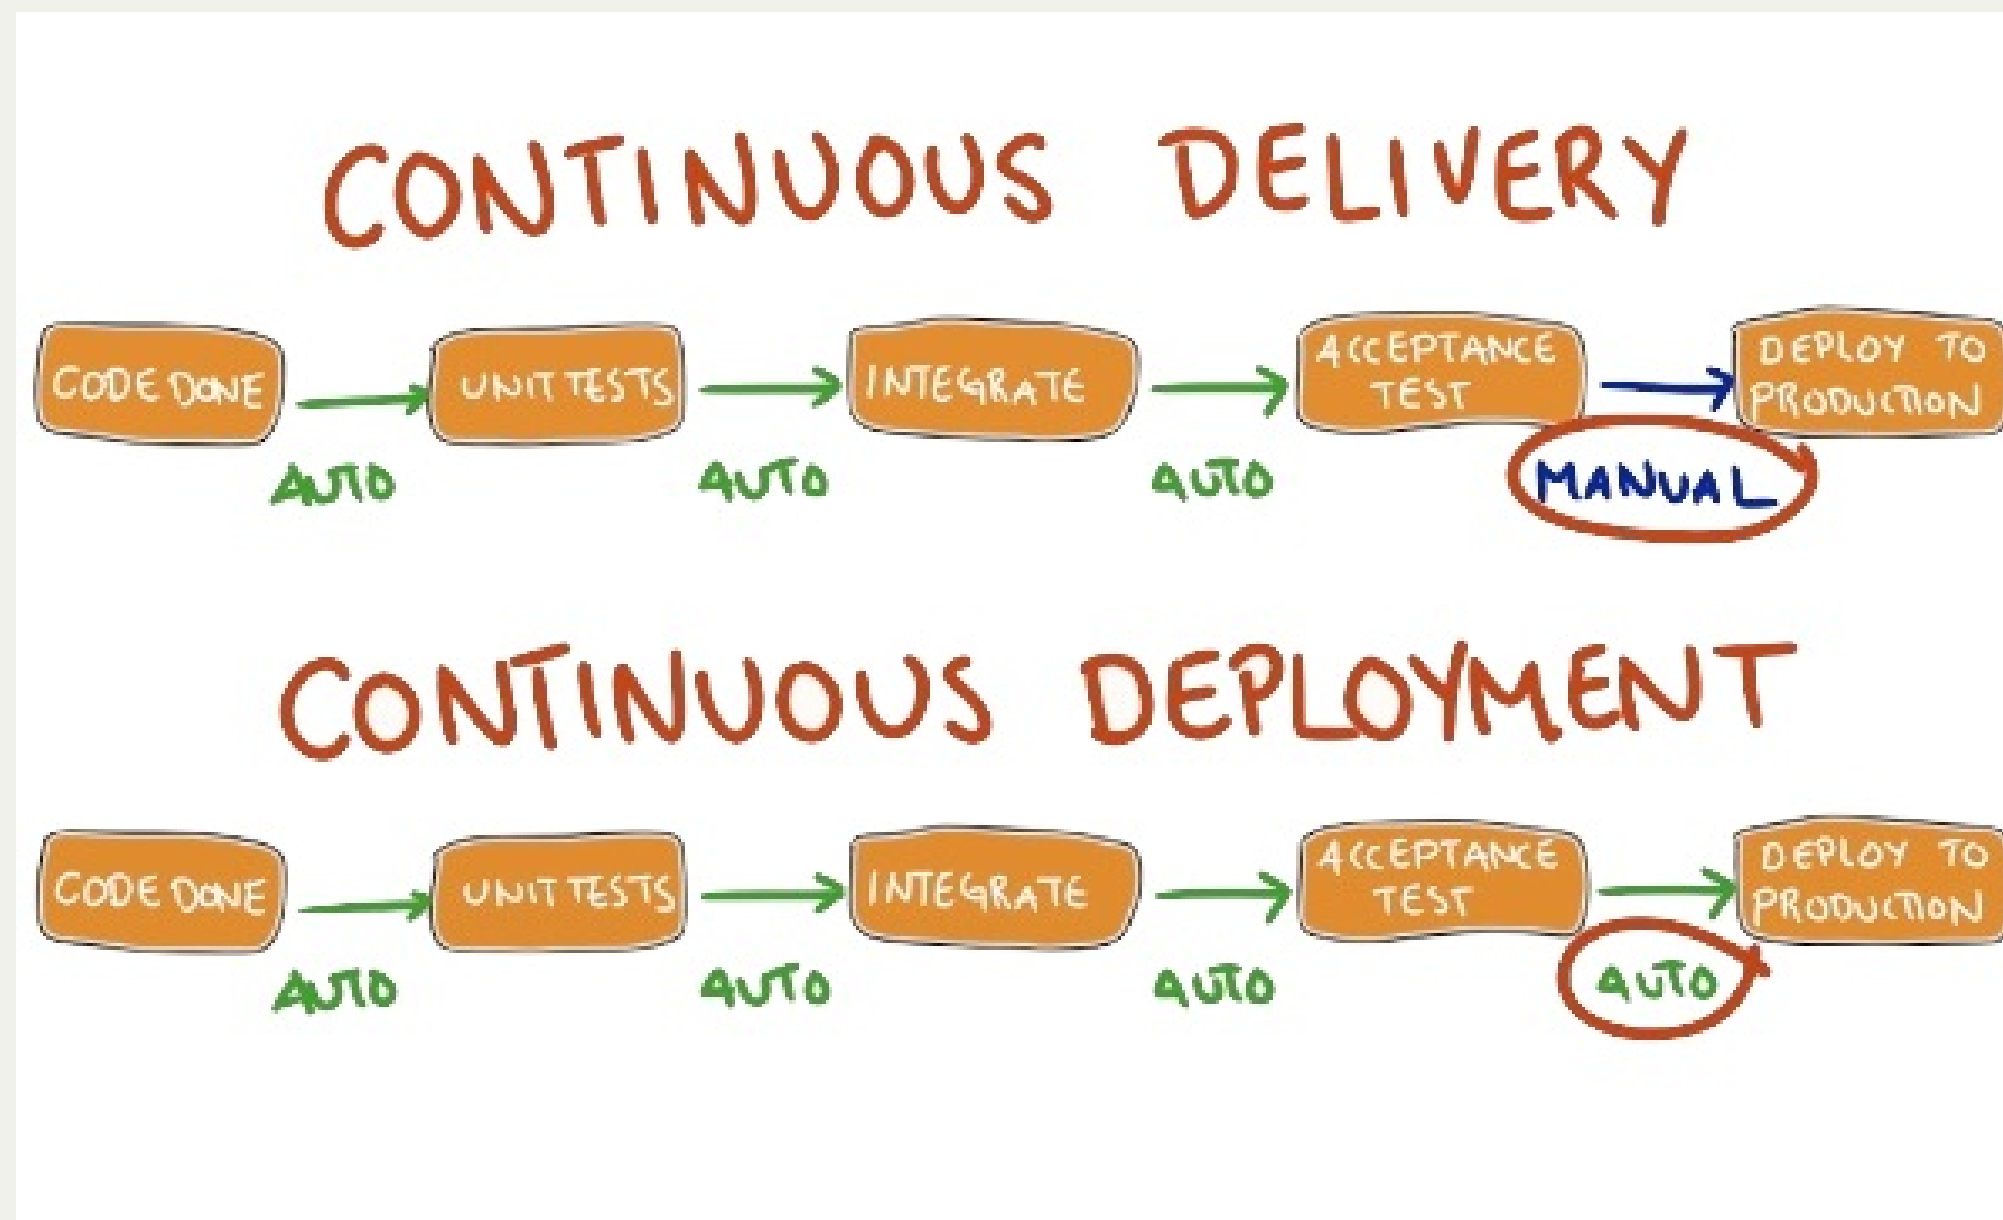 CONTINUOUS DELIVERY
CODE DONE
UNIT TESTS
INTEGRATE
ACCEPTANCE
TEST
DEPLOY TO
PRODUCTION
AUTO
AUTO
AUTO
MANUAL
CONTINUOUS DEPLOYMENT
CODE DONE
UNIT TESTS
INTEGRATE
ACCEPTANCE
TEST
DEPLOY TO
PRODUCTION
AUTO
AUTO
AUTO
AUTO